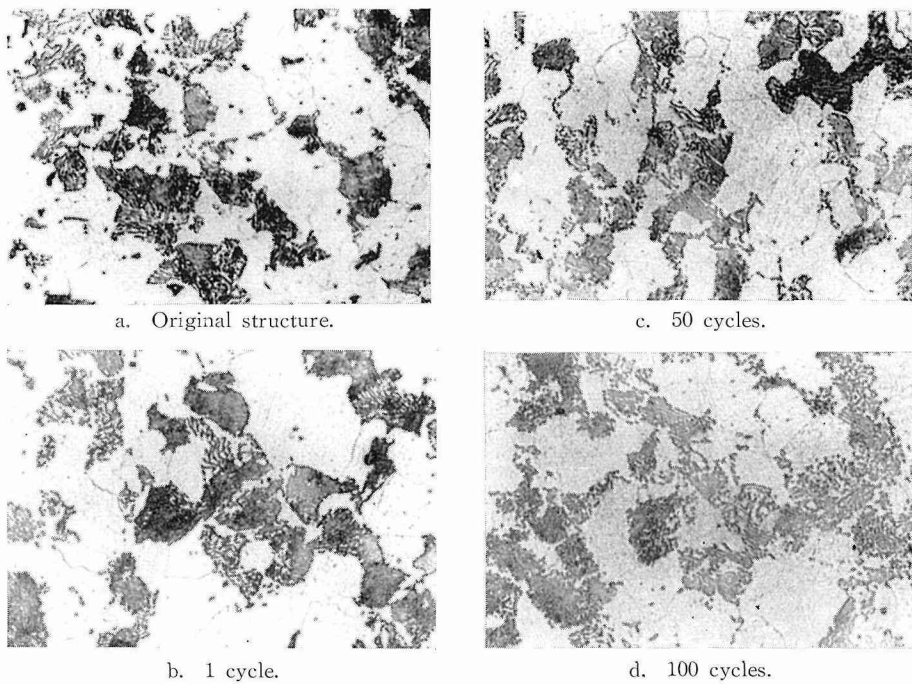 a. Original structure.
c. 50 cycles.
b. 1 cycle.
d. 100 cycles.